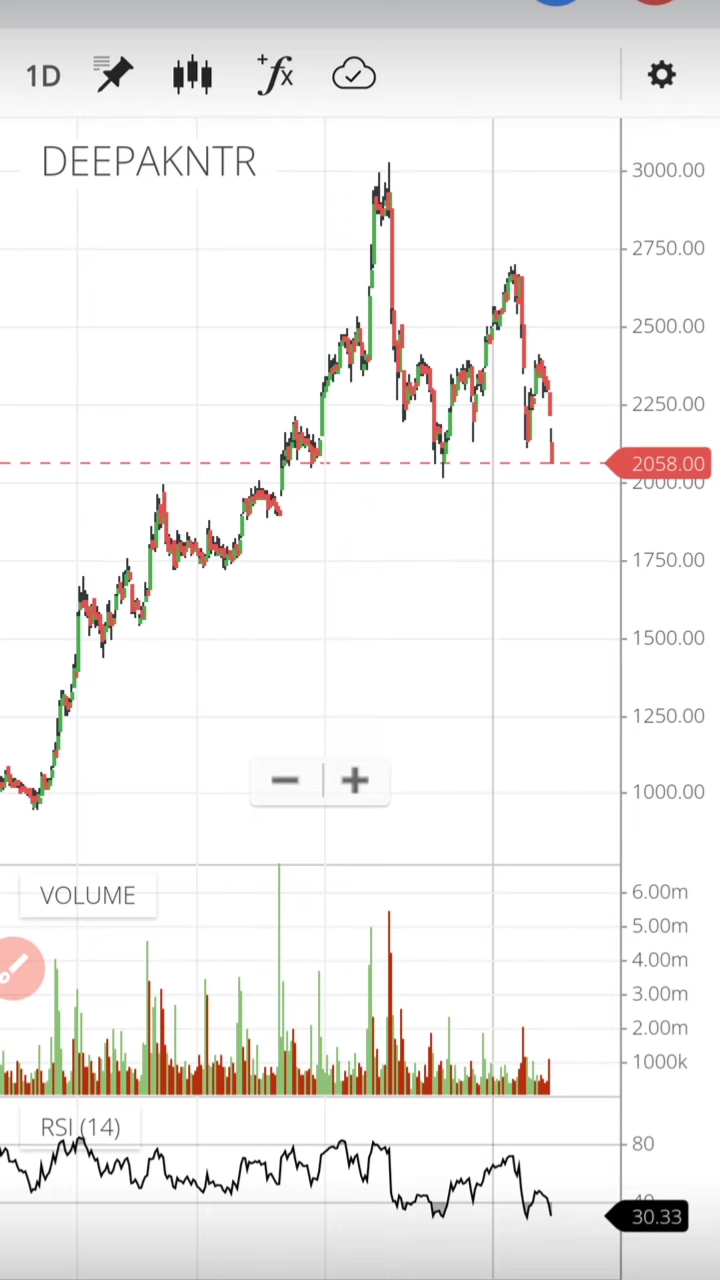 1D + fx
DEEPAKNTR
3000.00
2750.00
2500.00
2250.00
2058.00
2000.00
1750.00
1500.00
1250.00
1000.00
− +
VOLUME
6.00m
5.00m
4.00m
3.00m
2.00m
1000k
RSI (14)
80
40
30.33